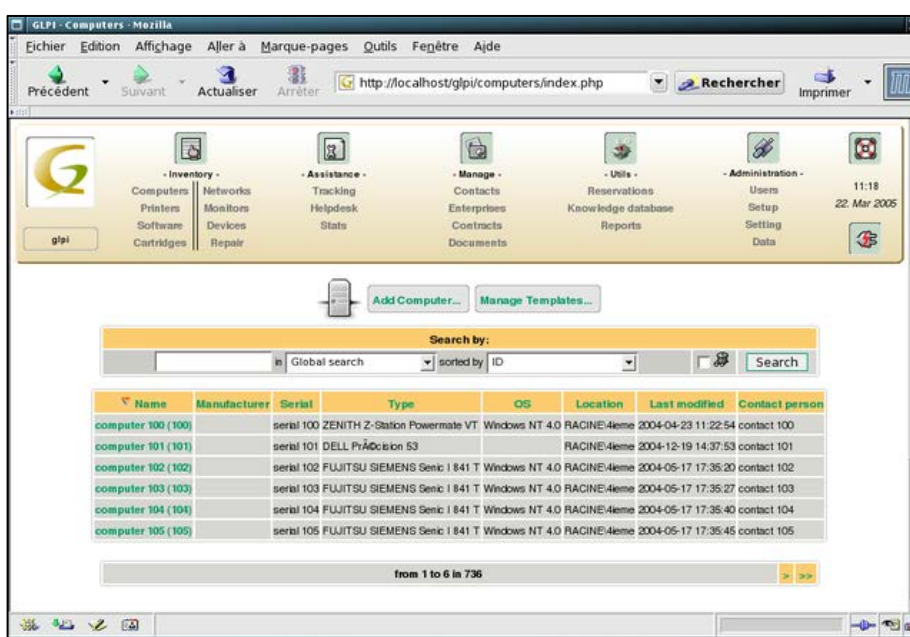 GLPI - Computers - Mozilla
Eichier Edition Affichage Aller à Marque-pages Outils Fenêtre Aide
Précédent Suivant Actualiser Arrêter http://localhost/glpi/computers/index.php Rechercher Imprimer
- Inventory - - Assistance - - Manage - - Utils - - Administration -
Computers Networks Tracking Contacts Reservations Users 11:18
Printers Monitors Helpdesk Enterprises Knowledge database Setup 22. Mar 2005
Software Devices Stats Contracts Reports Setting
glpi Cartridges Repair Documents Data
Add Computer... Manage Templates...
Search by:
in Global search sorted by ID Search
Name Manufacturer Serial Type OS Location Last modified Contact person
computer 100 (100) serial 100 ZENITH Z-Station Powermate VT Windows NT 4.0 RACINE\4ieme 2004-04-23 11:22:54 contact 100
computer 101 (101) serial 101 DELL PrÃ©cision 53 RACINE\4ieme 2004-12-19 14:37:53 contact 101
computer 102 (102) serial 102 FUJITSU SIEMENS Senic I 841 T Windows NT 4.0 RACINE\4ieme 2004-05-17 17:35:20 contact 102
computer 103 (103) serial 103 FUJITSU SIEMENS Senic I 841 T Windows NT 4.0 RACINE\4ieme 2004-05-17 17:35:27 contact 103
computer 104 (104) serial 104 FUJITSU SIEMENS Senic I 841 T Windows NT 4.0 RACINE\4ieme 2004-05-17 17:35:40 contact 104
computer 105 (105) serial 105 FUJITSU SIEMENS Senic I 841 T Windows NT 4.0 RACINE\4ieme 2004-05-17 17:35:45 contact 105
from 1 to 6 in 736 > >>